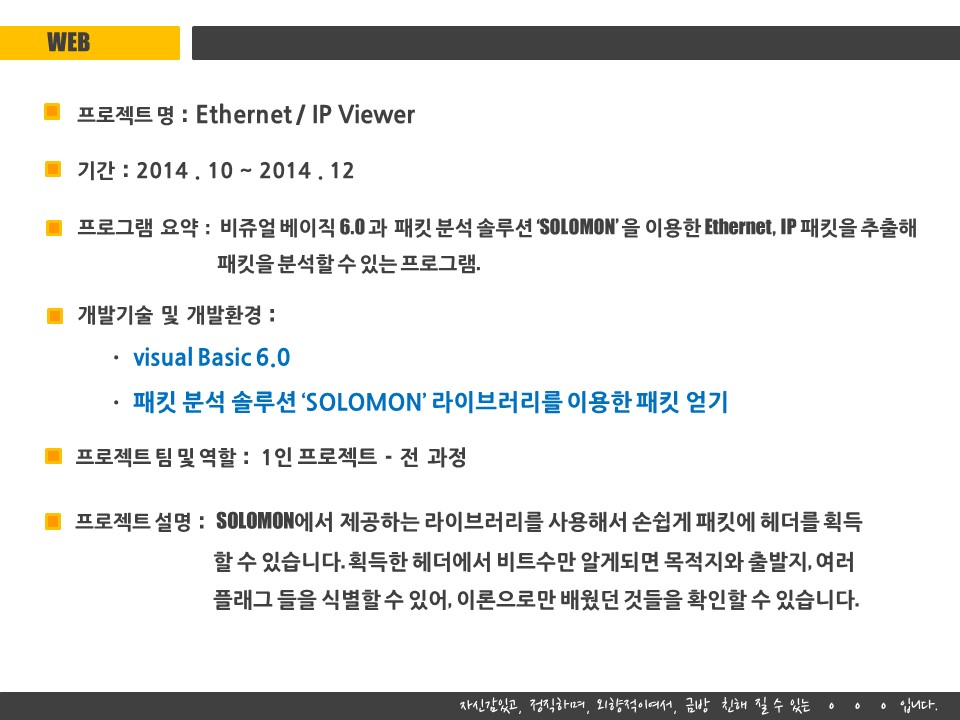 WEB
프로젝트 명 : Ethernet / IP Viewer
기간 : 2014 . 10 ~ 2014 . 12
프로그램 요약 : 비쥬얼 베이직 6.0 과 패킷 분석 솔루션 ‘SOLOMON’ 을 이용한 Ethernet, IP 패킷을 추출해
패킷을 분석할 수 있는 프로그램.
개발기술 및 개발환경 :
· visual Basic 6.0
· 패킷 분석 솔루션 ‘SOLOMON’ 라이브러리를 이용한 패킷 얻기
프로젝트 팀 및 역할 : 1인 프로젝트 - 전 과정
프로젝트 설명 : SOLOMON에서 제공하는 라이브러리를 사용해서 손쉽게 패킷에 헤더를 획득
할 수 있습니다. 획득한 헤더에서 비트수만 알게되면 목적지와 출발지, 여러
플래그 들을 식별할 수 있어, 이론으로만 배웠던 것들을 확인할 수 있습니다.
자신감있고, 정직하며, 외향적이여서, 금방 친해 질 수 있는 ㅇ ㅇ ㅇ 입니다.